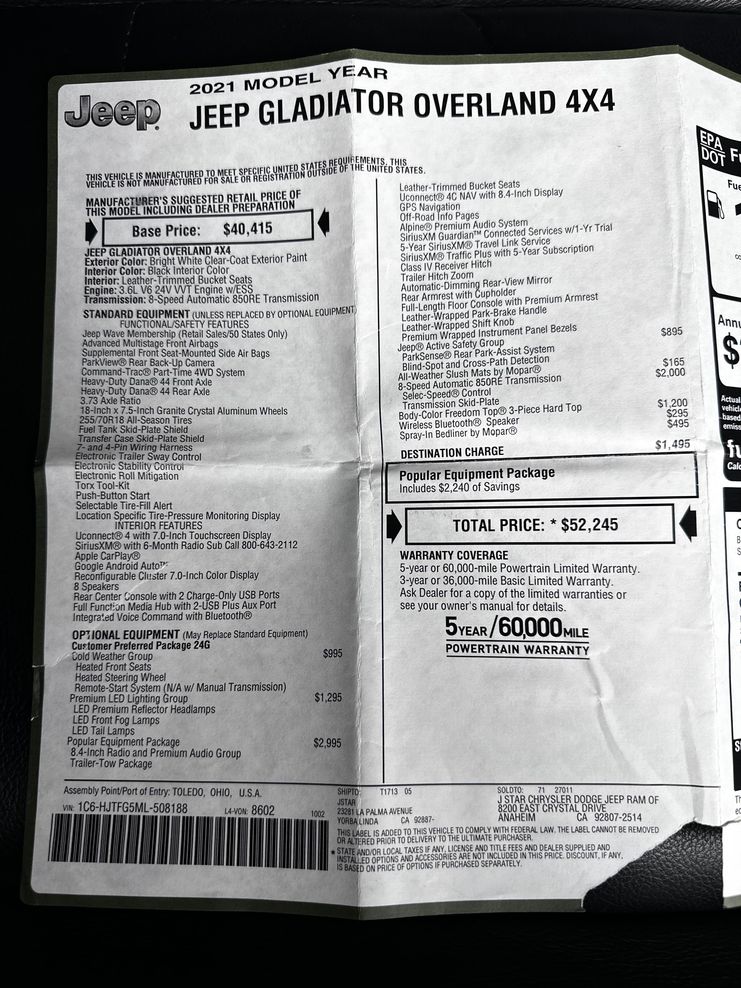 Jeep®
2021 MODEL YEAR
JEEP GLADIATOR OVERLAND 4X4
THIS VEHICLE IS MANUFACTURED TO MEET SPECIFIC UNITED STATES REQUIREMENTS. THIS
VEHICLE IS NOT MANUFACTURED FOR SALE OR REGISTRATION OUTSIDE OF THE UNITED STATES.
MANUFACTURER'S SUGGESTED RETAIL PRICE OF
THIS MODEL INCLUDING DEALER PREPARATION
Base Price: $40,415
JEEP GLADIATOR OVERLAND 4X4
Exterior Color: Bright White Clear-Coat Exterior Paint
Interior Color: Black Interior Color
Interior: Leather-Trimmed Bucket Seats
Engine: 3.6L V6 24V VVT Engine w/ESS
Transmission: 8-Speed Automatic 850RE Transmission
STANDARD EQUIPMENT (UNLESS REPLACED BY OPTIONAL EQUIPMENT)
FUNCTIONAL/SAFETY FEATURES
Jeep Wave Membership (Retail Sales/50 States Only)
Advanced Multistage Front Airbags
Supplemental Front Seat-Mounted Side Air Bags
ParkView® Rear Back-Up Camera
Command-Trac® Part-Time 4WD System
Heavy-Duty Dana® 44 Front Axle
Heavy-Duty Dana® 44 Rear Axle
3.73 Axle Ratio
18-Inch x 7.5-Inch Granite Crystal Aluminum Wheels
255/70R18 All-Season Tires
Fuel Tank Skid-Plate Shield
Transfer Case Skid-Plate Shield
7- and 4-Pin Wiring Harness
Electronic Trailer Sway Control
Electronic Stability Control
Electronic Roll Mitigation
Torx Tool-Kit
Push-Button Start
Selectable Tire-Fill Alert
Location Specific Tire-Pressure Monitoring Display
INTERIOR FEATURES
Uconnect® 4 with 7.0-Inch Touchscreen Display
SiriusXM® with 6-Month Radio Sub Call 800-643-2112
Apple CarPlay®
Google Android Auto™
Reconfigurable Cluster 7.0-Inch Color Display
8 Speakers
Rear Center Console with 2 Charge-Only USB Ports
Full Function Media Hub with 2-USB Plus Aux Port
Integrated Voice Command with Bluetooth®
OPTIONAL EQUIPMENT (May Replace Standard Equipment)
Customer Preferred Package 24G
Cold Weather Group $995
Heated Front Seats
Heated Steering Wheel
Remote-Start System (N/A w/ Manual Transmission)
Premium LED Lighting Group $1,295
LED Premium Reflector Headlamps
LED Front Fog Lamps
LED Tail Lamps
Popular Equipment Package $2,995
8.4-Inch Radio and Premium Audio Group
Trailer-Tow Package
Leather-Trimmed Bucket Seats
Uconnect® 4C NAV with 8.4-Inch Display
GPS Navigation
Off-Road Info Pages
Alpine® Premium Audio System
SiriusXM Guardian™ Connected Services w/1-Yr Trial
5-Year SiriusXM® Travel Link Service
SiriusXM® Traffic Plus with 5-Year Subscription
Class IV Receiver Hitch
Trailer Hitch Zoom
Automatic-Dimming Rear-View Mirror
Rear Armrest with Cupholder
Full-Length Floor Console with Premium Armrest
Leather-Wrapped Park-Brake Handle
Leather-Wrapped Shift Knob
Premium Wrapped Instrument Panel Bezels
Jeep® Active Safety Group $895
ParkSense® Rear Park-Assist System
Blind-Spot and Cross-Path Detection
All-Weather Slush Mats by Mopar® $165
8-Speed Automatic 850RE Transmission $2,000
Selec-Speed® Control
Transmission Skid-Plate
Body-Color Freedom Top® 3-Piece Hard Top $1,200
Wireless Bluetooth® Speaker $295
Spray-In Bedliner by Mopar® $495
DESTINATION CHARGE $1,495
Popular Equipment Package
Includes $2,240 of Savings
TOTAL PRICE: * $52,245
WARRANTY COVERAGE
5-year or 60,000-mile Powertrain Limited Warranty.
3-year or 36,000-mile Basic Limited Warranty.
Ask Dealer for a copy of the limited warranties or
see your owner's manual for details.
5YEAR/60,000MILE
POWERTRAIN WARRANTY
Assembly Point/Port of Entry: TOLEDO, OHIO, U.S.A.
VIN: 1C6-HJTFG5ML-508188 L4-VON: 8602 1002
SHIPTO: T1713 05
JSTAR
23281 LA PALMA AVENUE
YORBA LINDA CA 92887-
SOLDTO: 71 27011
J STAR CHRYSLER DODGE JEEP RAM OF
8200 EAST CRYSTAL DRIVE
ANAHEIM CA 92807-2514
THIS LABEL IS ADDED TO THIS VEHICLE TO COMPLY WITH FEDERAL LAW. THE LABEL CANNOT BE REMOVED
OR ALTERED PRIOR TO DELIVERY TO THE ULTIMATE PURCHASER.
* STATE AND/OR LOCAL TAXES IF ANY, LICENSE AND TITLE FEES AND DEALER SUPPLIED AND
INSTALLED OPTIONS AND ACCESSORIES ARE NOT INCLUDED IN THIS PRICE. DISCOUNT, IF ANY,
IS BASED ON PRICE OF OPTIONS IF PURCHASED SEPARATELY.
EPA
DOT
Fue
Annu
$
Actual
vehicl
based
emiss
fu
Calc